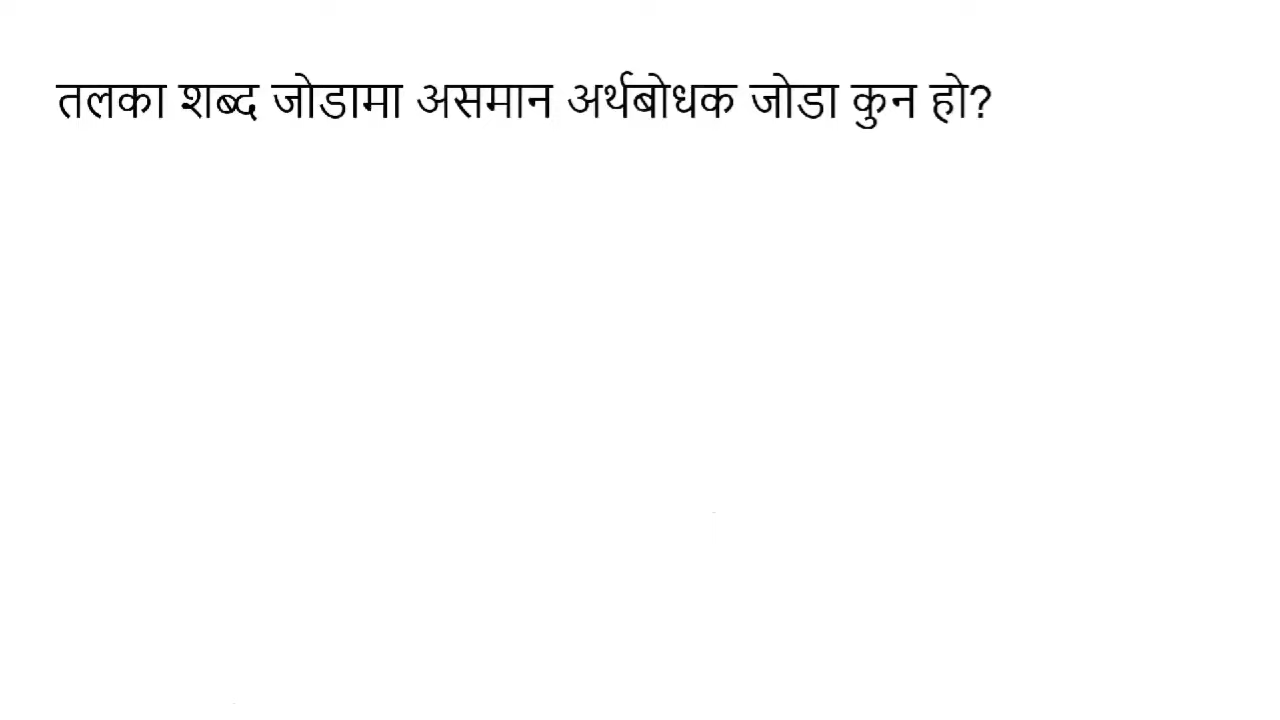 तलका शब्द जोडामा असमान अर्थबोधक जोडा कुन हो?